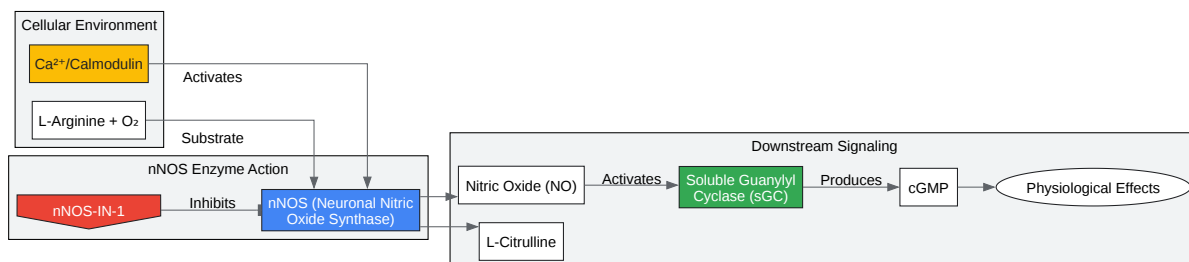 Cellular Environment
Ca²⁺/Calmodulin
Activates
L-Arginine + O₂
Substrate
nNOS Enzyme Action
nNOS-IN-1
Inhibits
nNOS (Neuronal Nitric
Oxide Synthase)
Downstream Signaling
Nitric Oxide (NO)
Activates
Soluble Guanylyl
Cyclase (sGC)
Produces
cGMP
Physiological Effects
L-Citrulline